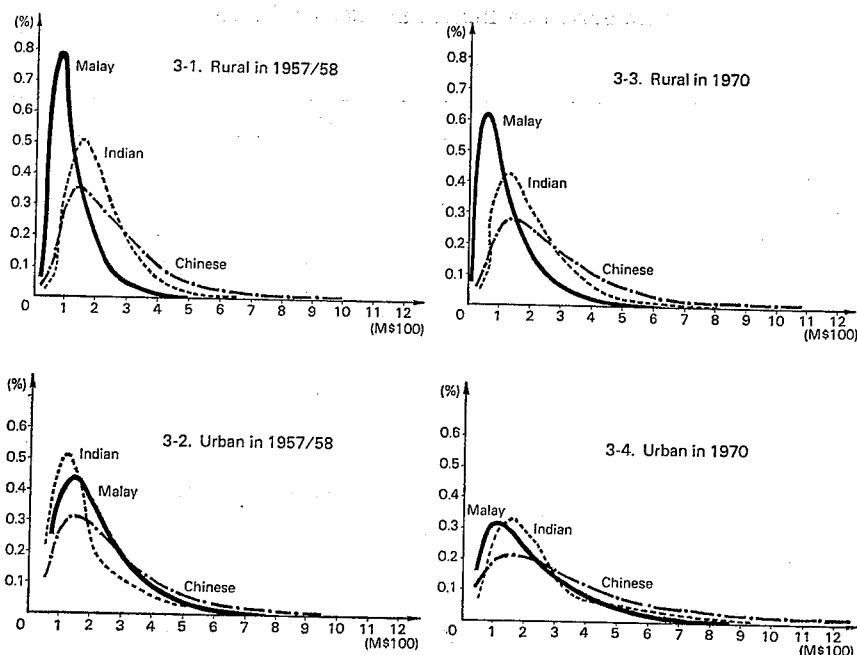 (%)
0.8
0.7
0.6
0.5
0.4
0.3
0.2
0.1
0
Malay
3-1. Rural in 1957/58
Indian
Chinese
1 2 3 4 5 6 7 8 9 10 11 12
(M$100)
(%)
0.8
0.7
0.6
0.5
0.4
0.3
0.2
0.1
0
3-3. Rural in 1970
Malay
Indian
Chinese
1 2 3 4 5 6 7 8 9 10 11 12
(M$100)
(%)
0.6
0.5
0.4
0.3
0.2
0.1
0
3-2. Urban in 1957/58
Indian
Malay
Chinese
1 2 3 4 5 6 7 8 9 10 11 12
(M$100)
(%)
0.6
0.5
0.4
0.3
0.2
0.1
0
3-4. Urban in 1970
Malay
Indian
Chinese
1 2 3 4 5 6 7 8 9 10 11 12
(M$100)